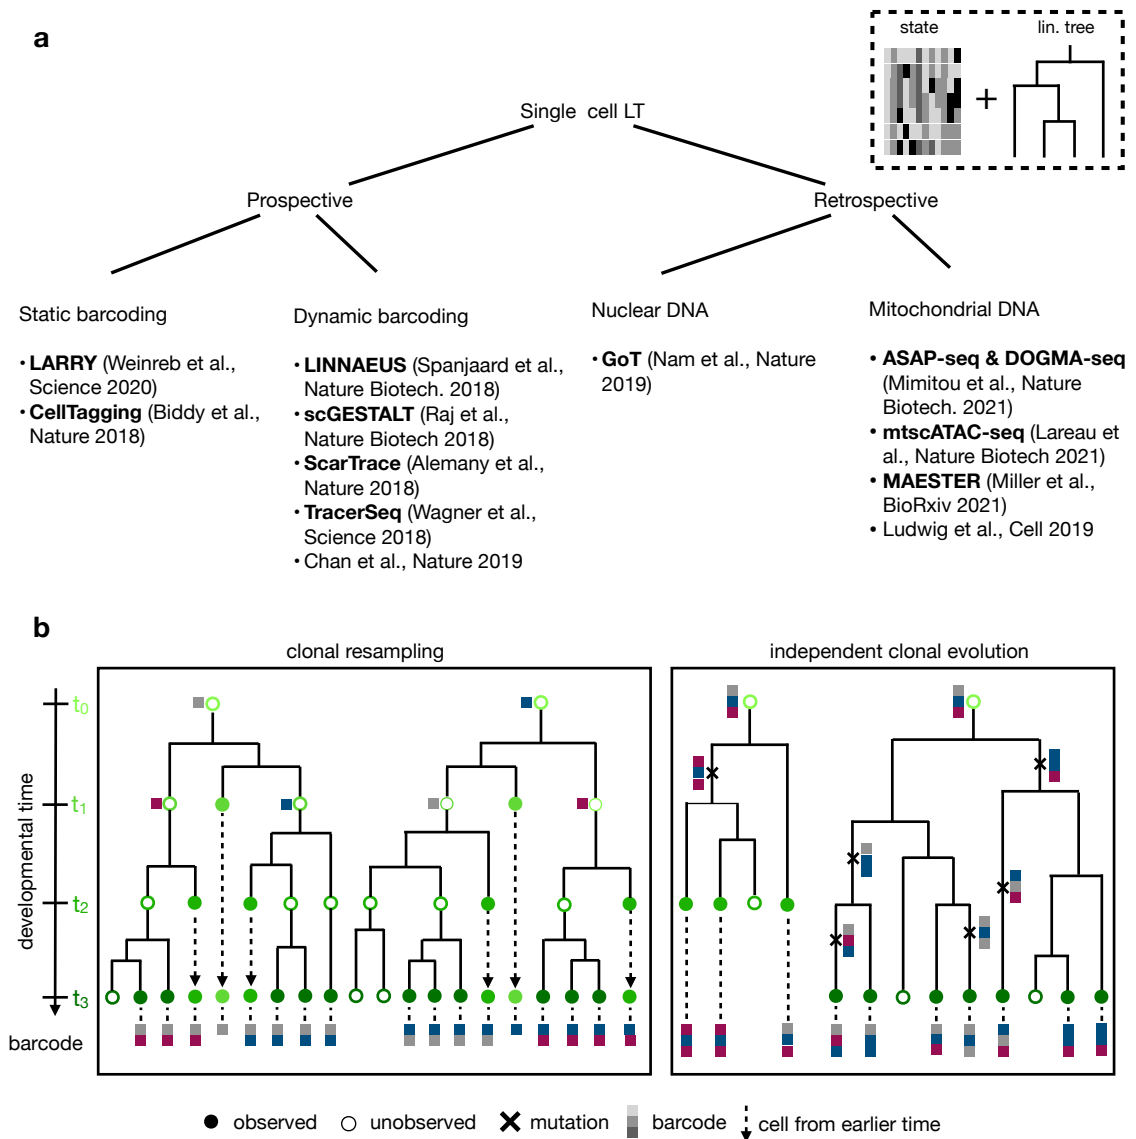 a
state
lin. tree
+
Single cell LT
Prospective
Retrospective
Static barcoding
• LARRY (Weinreb et al.,
Science 2020)
• CellTagging (Biddy et al.,
Nature 2018)
Dynamic barcoding
• LINNAEUS (Spanjaard et al.,
Nature Biotech. 2018)
• scGESTALT (Raj et al.,
Nature Biotech 2018)
• ScarTrace (Alemany et al.,
Nature 2018)
• TracerSeq (Wagner et al.,
Science 2018)
• Chan et al., Nature 2019
Nuclear DNA
• GoT (Nam et al., Nature
2019)
Mitochondrial DNA
• ASAP-seq & DOGMA-seq
(Mimitou et al., Nature
Biotech. 2021)
• mtscATAC-seq (Lareau et
al., Nature Biotech 2021)
• MAESTER (Miller et al.,
BioRxiv 2021)
• Ludwig et al., Cell 2019
b
clonal resampling
independent clonal evolution
developmental time
t0
t1
t2
t3
barcode
observed
unobserved
mutation
barcode
cell from earlier time